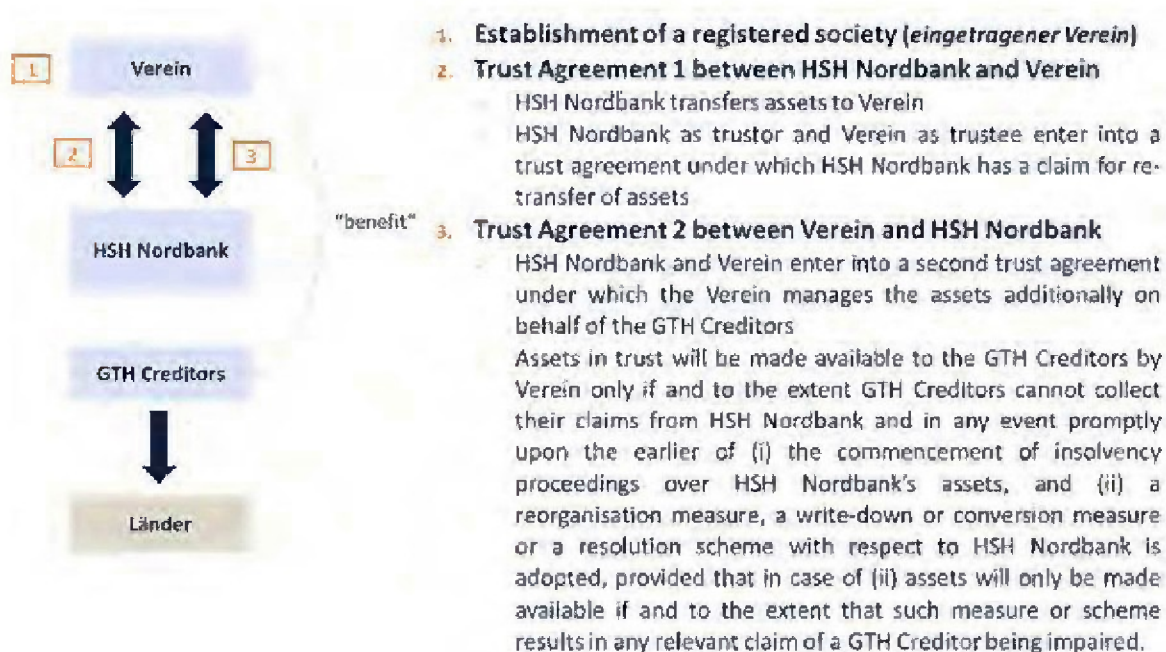 1
Verein
2
3
HSH Nordbank
"benefit"
GTH Creditors
Länder
1. Establishment of a registered society (eingetragener Verein)
2. Trust Agreement 1 between HSH Nordbank and Verein
HSH Nordbank transfers assets to Verein
HSH Nordbank as trustor and Verein as trustee enter into a
trust agreement under which HSH Nordbank has a claim for re-
transfer of assets
3. Trust Agreement 2 between Verein and HSH Nordbank
HSH Nordbank and Verein enter into a second trust agreement
under which the Verein manages the assets additionally on
behalf of the GTH Creditors
Assets in trust will be made available to the GTH Creditors by
Verein only if and to the extent GTH Creditors cannot collect
their claims from HSH Nordbank and in any event promptly
upon the earlier of (i) the commencement of insolvency
proceedings over HSH Nordbank's assets, and (ii) a
reorganisation measure, a write-down or conversion measure
or a resolution scheme with respect to HSH Nordbank is
adopted, provided that in case of (ii) assets will only be made
available if and to the extent that such measure or scheme
results in any relevant claim of a GTH Creditor being impaired.